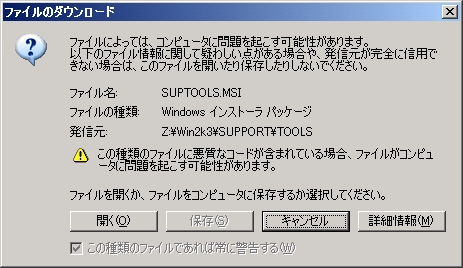 ファイルのダウンロード
ファイルによっては、コンピュータに問題を起こす可能性があります。
以下のファイル情報に関して疑わしい点がある場合や、発信元が完全に信用で
きない場合は、このファイルを開いたり保存したりしないでください。
ファイル名: SUPTOOLS.MSI
ファイルの種類: Windows インストーラ パッケージ
発信元: Z:¥Win2k3¥SUPPORT¥TOOLS
この種類のファイルに悪質なコードが含まれている場合、ファイルがコンピュ
ータに問題を起こす可能性があります。
ファイルを開くか、ファイルをコンピュータに保存するか選択してください。
開く(O) 保存(S) キャンセル 詳細情報(M)
この種類のファイルであれば常に警告する(W)